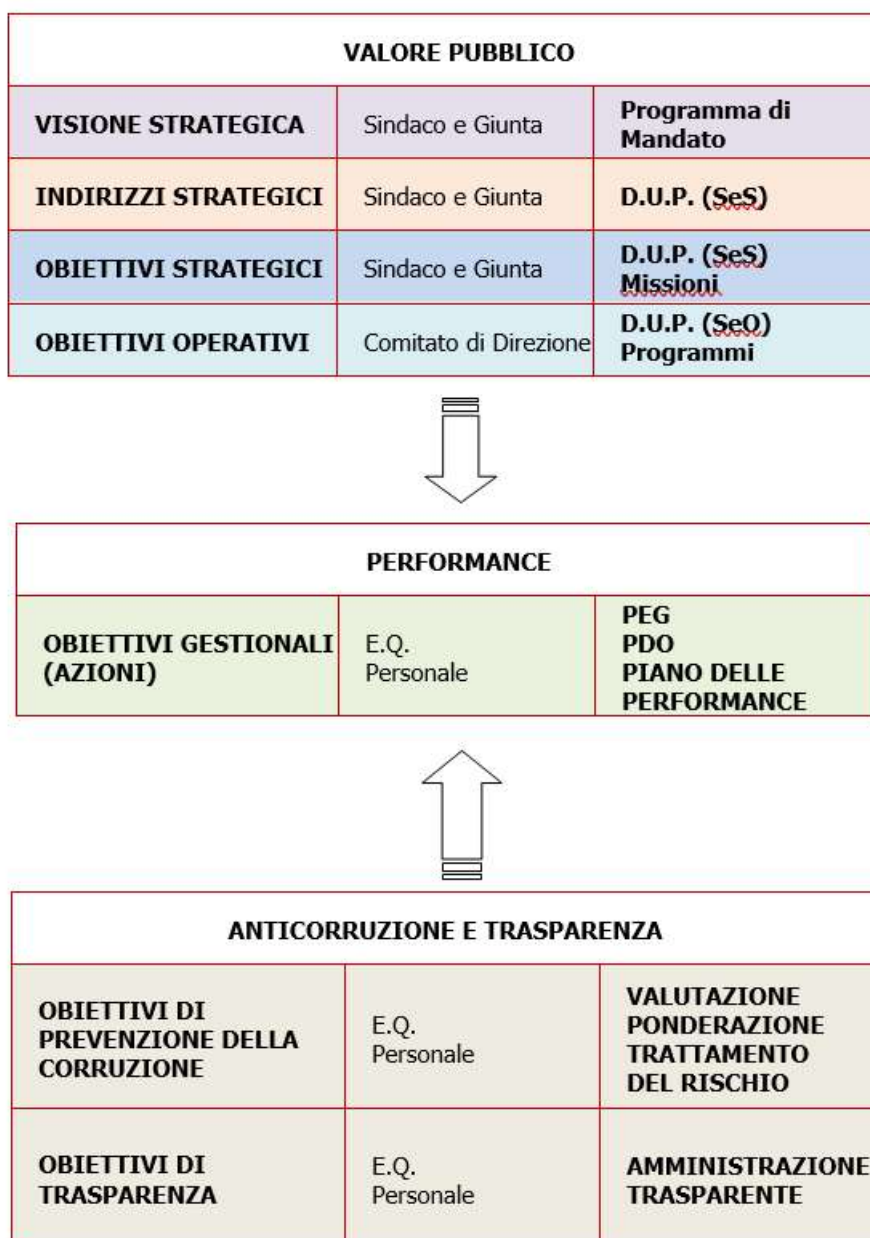 VALORE PUBBLICO
VISIONE STRATEGICA
Sindaco e Giunta
Programma di
Mandato
INDIRIZZI STRATEGICI
Sindaco e Giunta
D.U.P. (SeS)
OBIETTIVI STRATEGICI
Sindaco e Giunta
D.U.P. (SeS)
Missioni
OBIETTIVI OPERATIVI
Comitato di Direzione
D.U.P. (SeO)
Programmi
PERFORMANCE
OBIETTIVI GESTIONALI
(AZIONI)
E.Q.
Personale
PEG
PDO
PIANO DELLE
PERFORMANCE
ANTICORRUZIONE E TRASPARENZA
OBIETTIVI DI
PREVENZIONE DELLA
CORRUZIONE
E.Q.
Personale
VALUTAZIONE
PONDERAZIONE
TRATTAMENTO
DEL RISCHIO
OBIETTIVI DI
TRASPARENZA
E.Q.
Personale
AMMINISTRAZIONE
TRASPARENTE